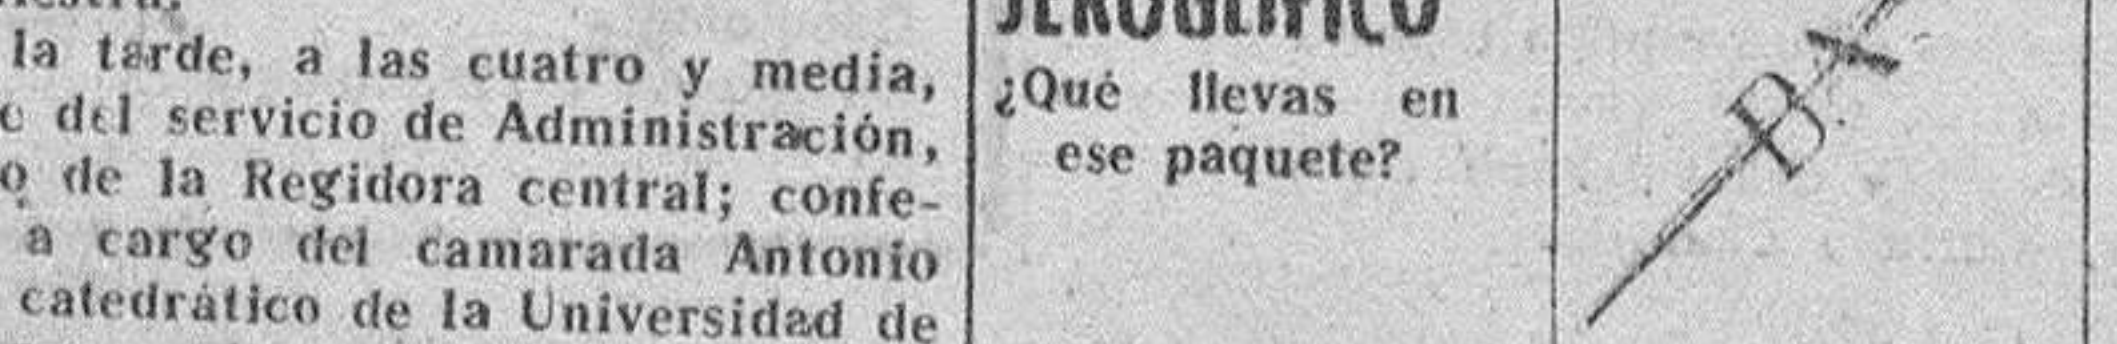 la tarde, a las cuatro y media,
del servicio de Administración,
de la Regidora central; confe-
a cargo del camarada Antonio
catedrático de la Universidad de
JEROGLIFICO
¿Qué llevas en
ese paquete?
B